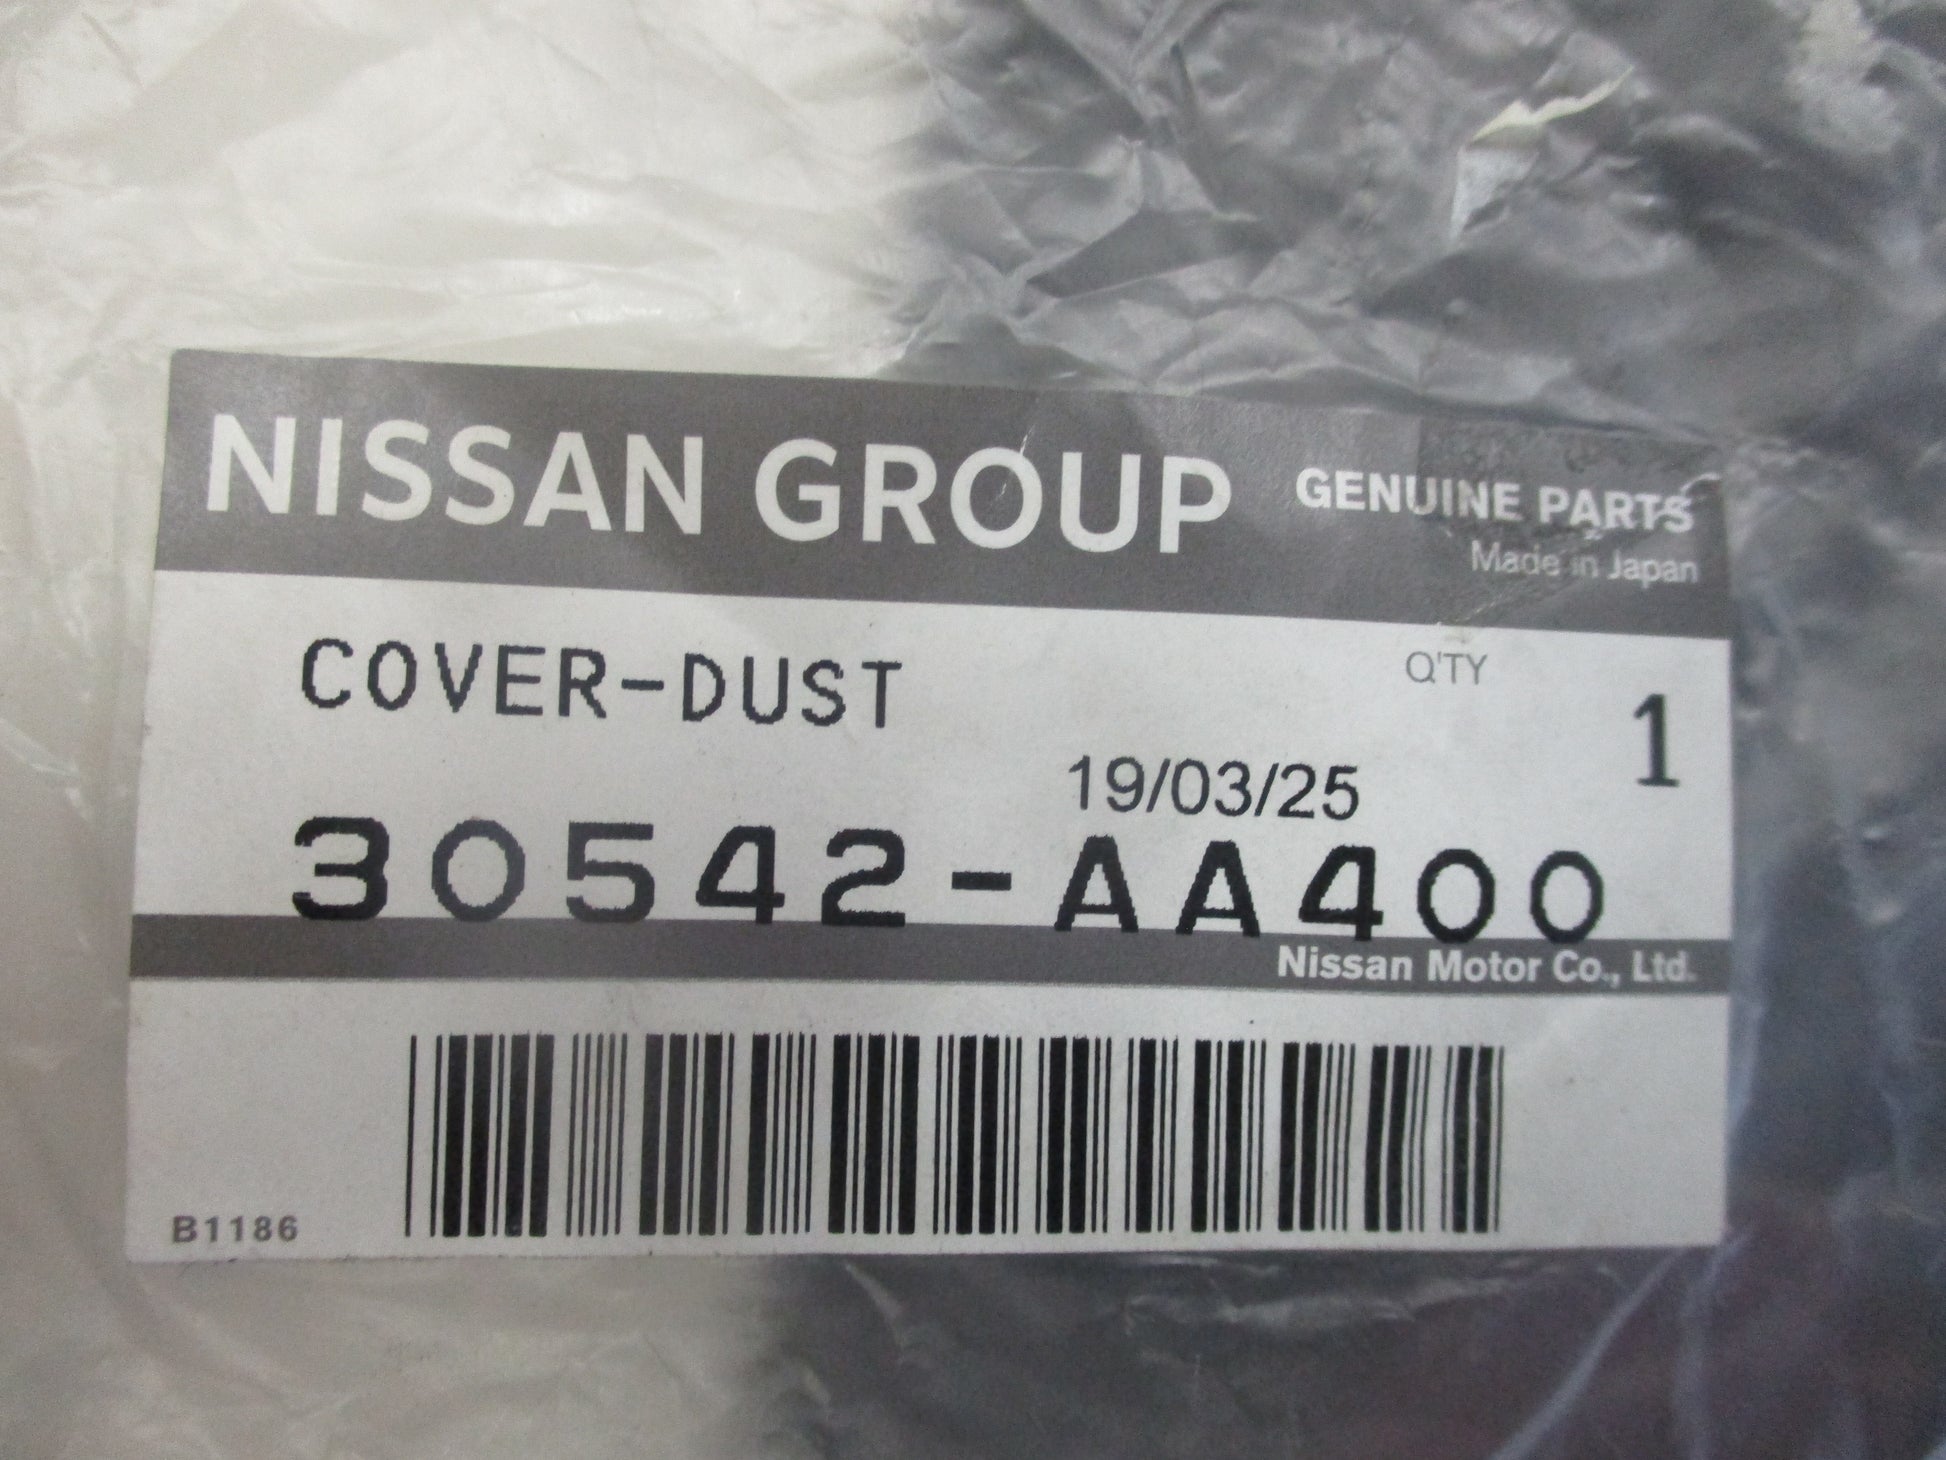 NISSAN GROUP GENUINE PARTS
Made in Japan
COVER-DUST Q'TY 1
19/03/25
30542-AA400
Nissan Motor Co., Ltd.
B1186